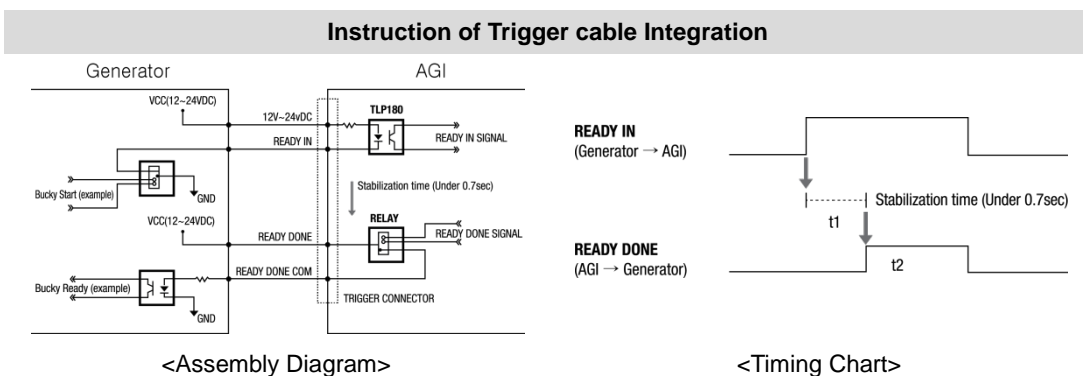 Instruction of Trigger cable Integration
Generator
AGI
VCC(12~24VDC)
12V~24vDC
TLP180
READY IN
READY IN SIGNAL
Bucky Start (example)
GND
Stabilization time (Under 0.7sec)
VCC(12~24VDC)
RELAY
READY DONE
READY DONE SIGNAL
READY DONE COM
Bucky Ready (example)
TRIGGER CONNECTOR
GND
<Assembly Diagram>
READY IN
(Generator → AGI)
Stabilization time (Under 0.7sec)
t1
READY DONE
(AGI → Generator)
t2
<Timing Chart>